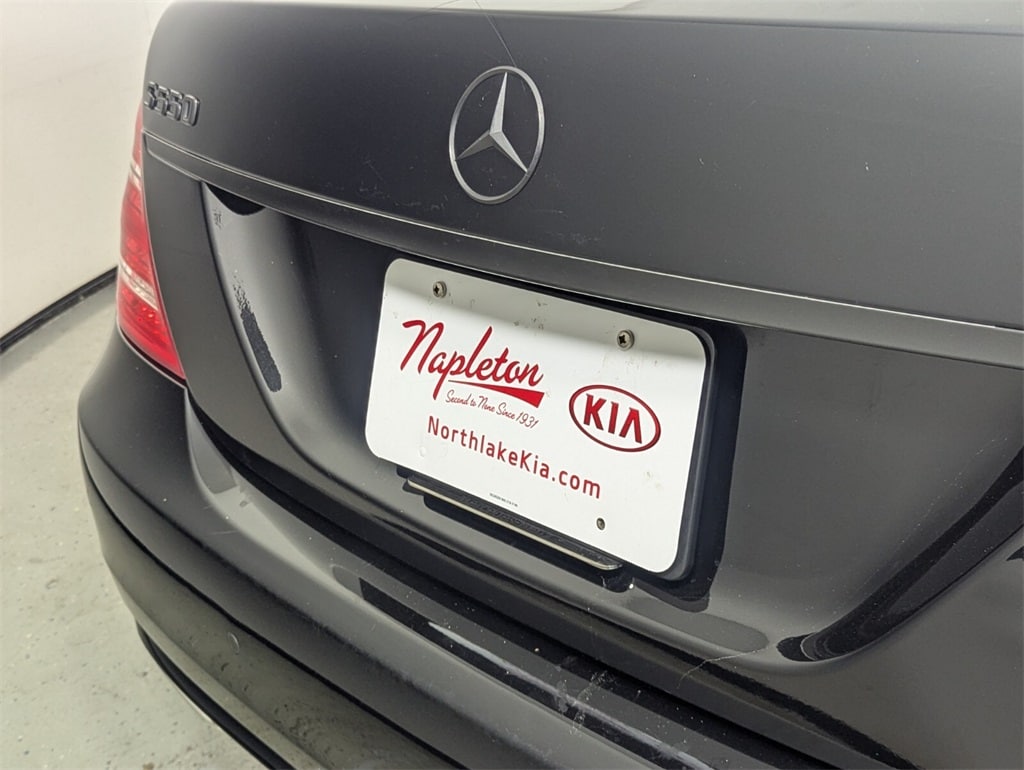 S550
Napleton
Second to None Since 1931
KIA
NorthlakeKia.com